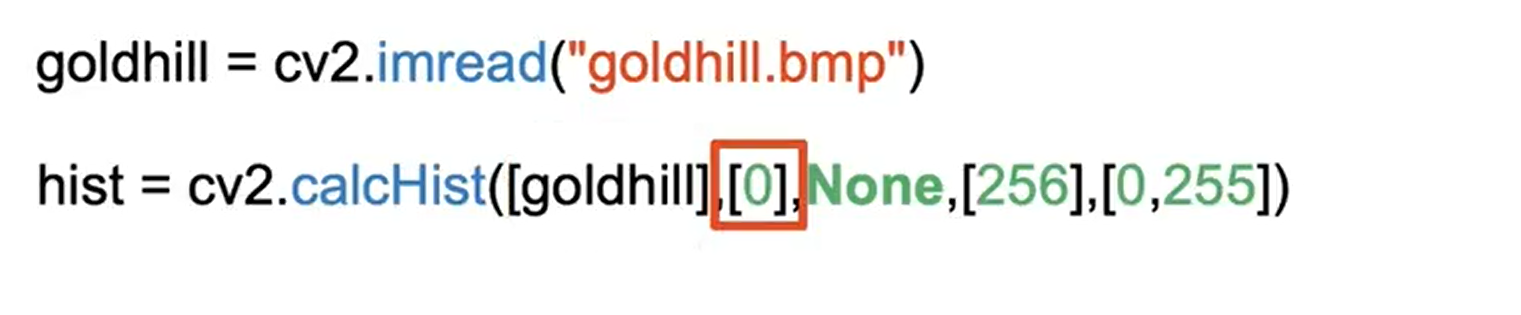 goldhill = cv2.imread("goldhill.bmp")
hist = cv2.calcHist([goldhill],[0],None,[256],[0,255])